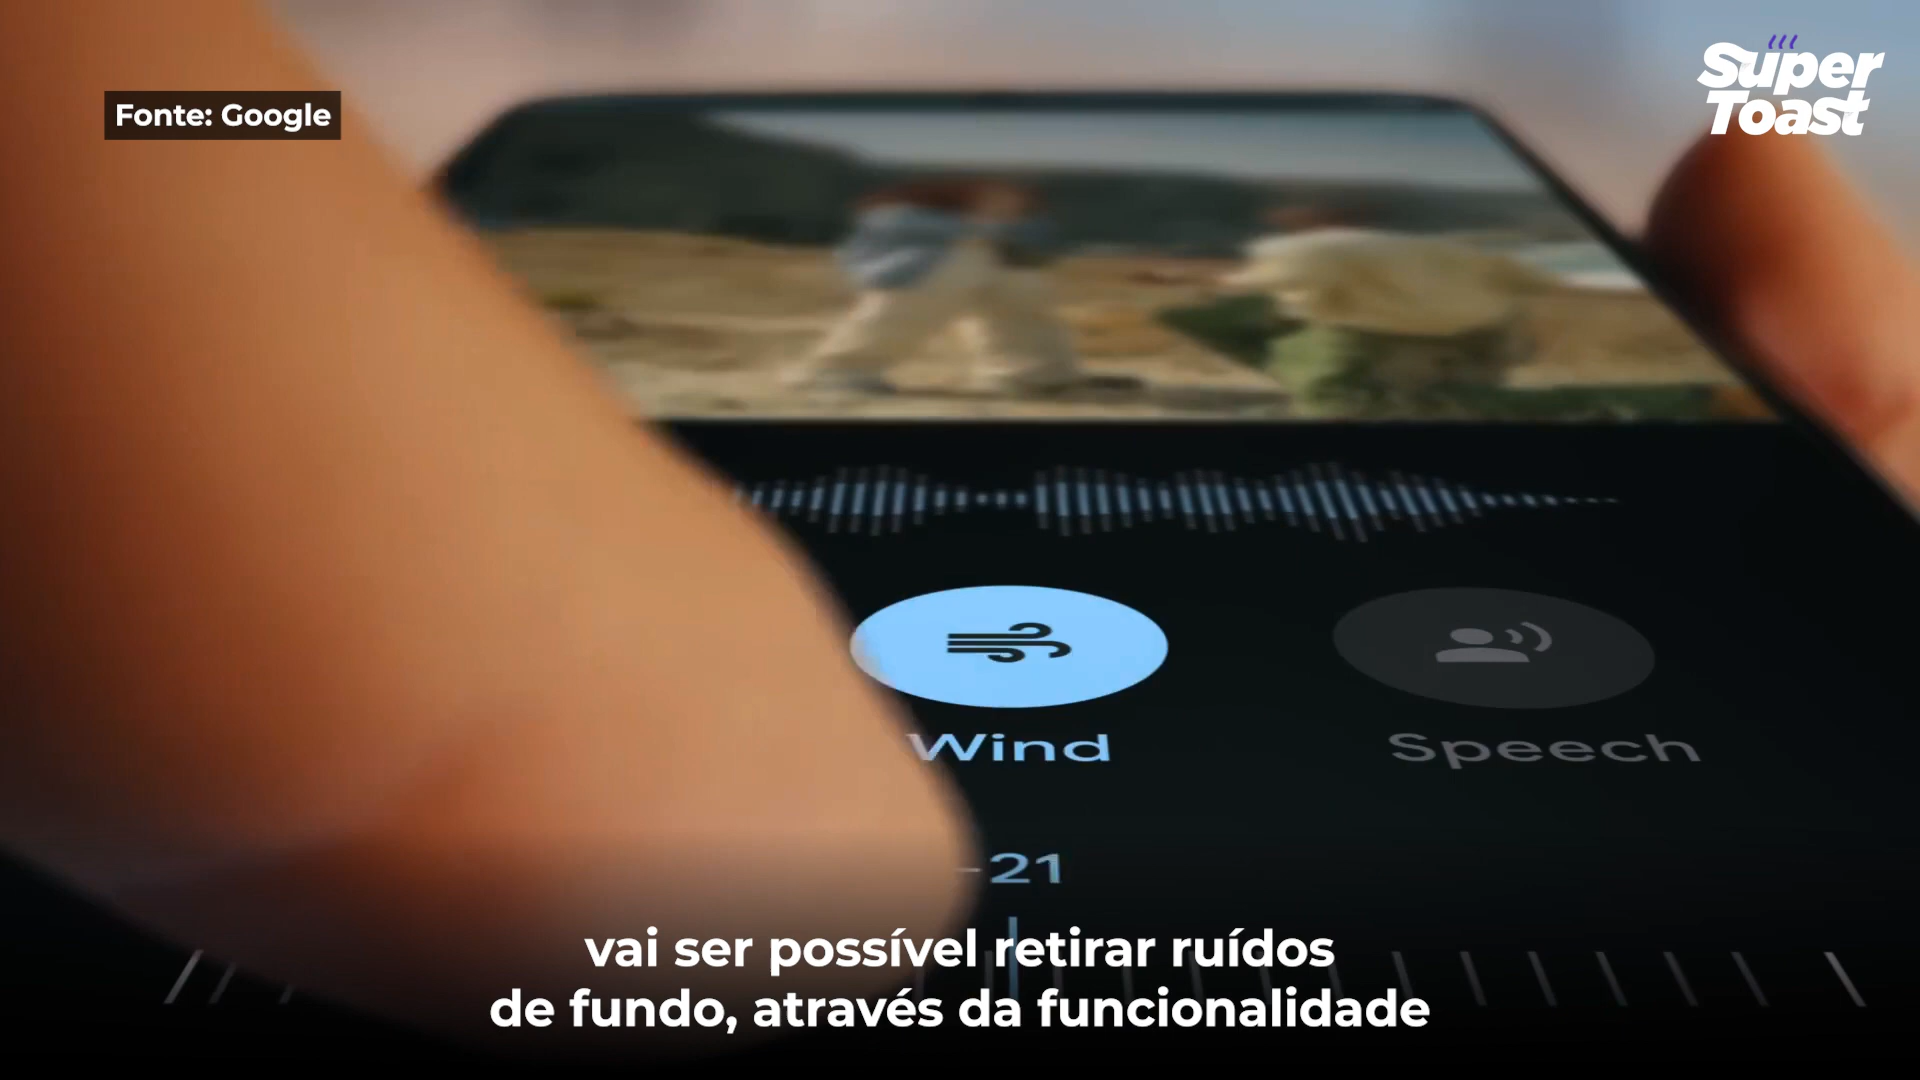 Fonte: Google
Super
Toast
Wind
Speech
-21
vai ser possível retirar ruídos
de fundo, através da funcionalidade